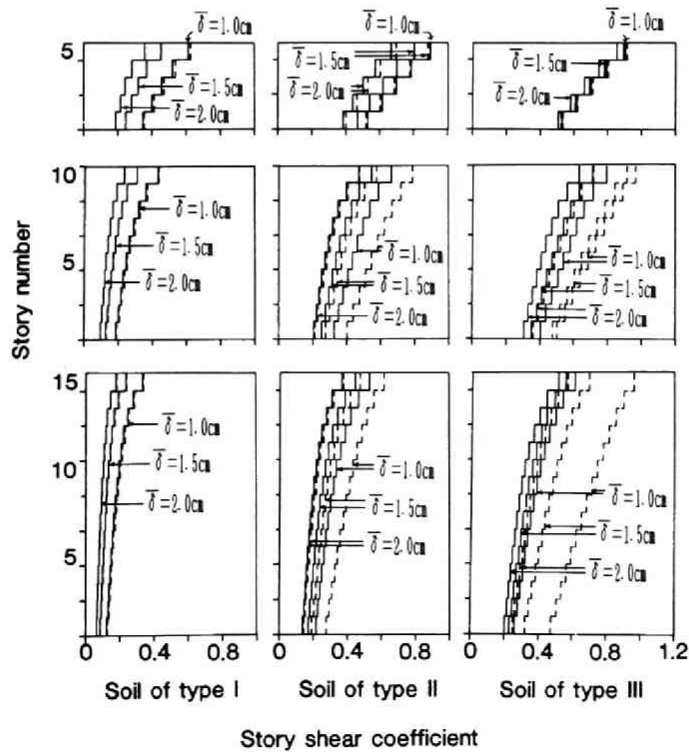 δ̅=1.0cm
δ̅=1.0cm
δ̅=1.0cm
5
δ̅=1.5cm
δ̅=1.5cm
δ̅=1.5cm
δ̅=2.0cm
δ̅=2.0cm
δ̅=2.0cm
10
δ̅=1.0cm
δ̅=1.5cm
δ̅=2.0cm
δ̅=1.0cm
δ̅=1.5cm
δ̅=2.0cm
δ̅=1.0cm
δ̅=1.5cm
δ̅=2.0cm
5
Story number
15
δ̅=1.0cm
δ̅=1.5cm
δ̅=2.0cm
δ̅=1.0cm
δ̅=1.5cm
δ̅=2.0cm
δ̅=1.0cm
δ̅=1.5cm
δ̅=2.0cm
10
5
0 0.4 0.8 0 0.4 0.8 0 0.4 0.8 1.2
Soil of type I Soil of type II Soil of type III
Story shear coefficient